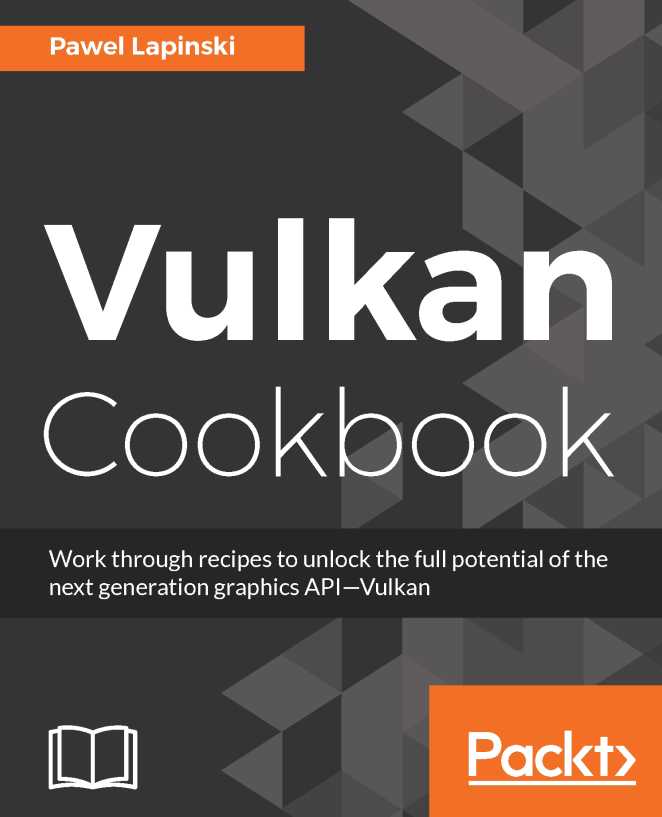 Pawel Lapinski
Vulkan
Cookbook
Work through recipes to unlock the full potential of the
next generation graphics API—Vulkan
Packt>